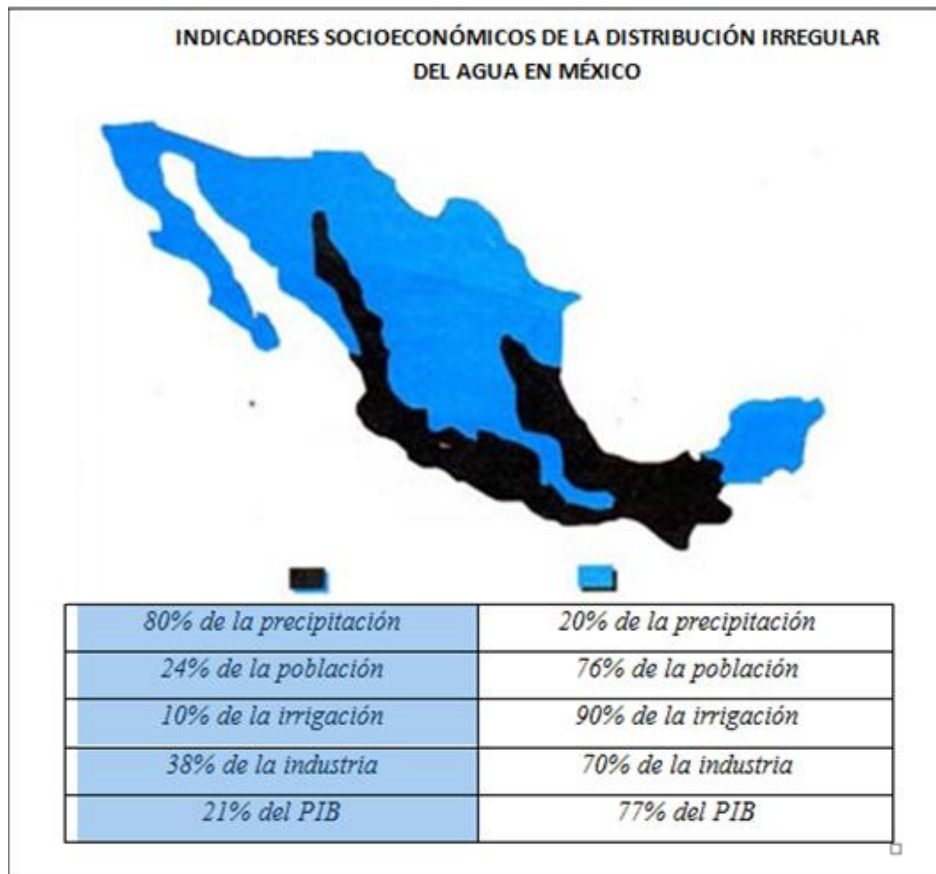 INDICADORES SOCIOECONÓMICOS DE LA DISTRIBUCIÓN IRREGULAR
DEL AGUA EN MÉXICO
80% de la precipitación 20% de la precipitación
24% de la población 76% de la población
10% de la irrigación 90% de la irrigación
38% de la industria 70% de la industria
21% del PIB 77% del PIB